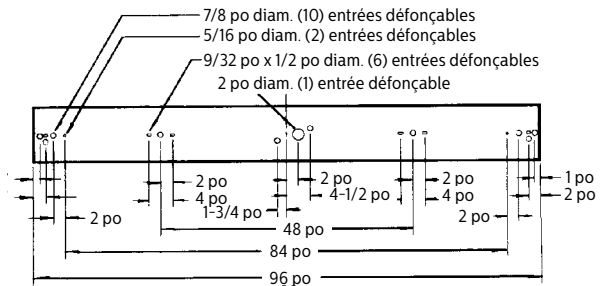 7/8 po diam. (10) entrées défonçables
5/16 po diam. (2) entrées défonçables
9/32 po x 1/2 po diam. (6) entrées défonçables
2 po diam. (1) entrée défonçable
2 po
2 po
2 po
1 po
4 po
4-1/2 po
4 po
2 po
2 po
1-3/4 po
2 po
48 po
84 po
96 po